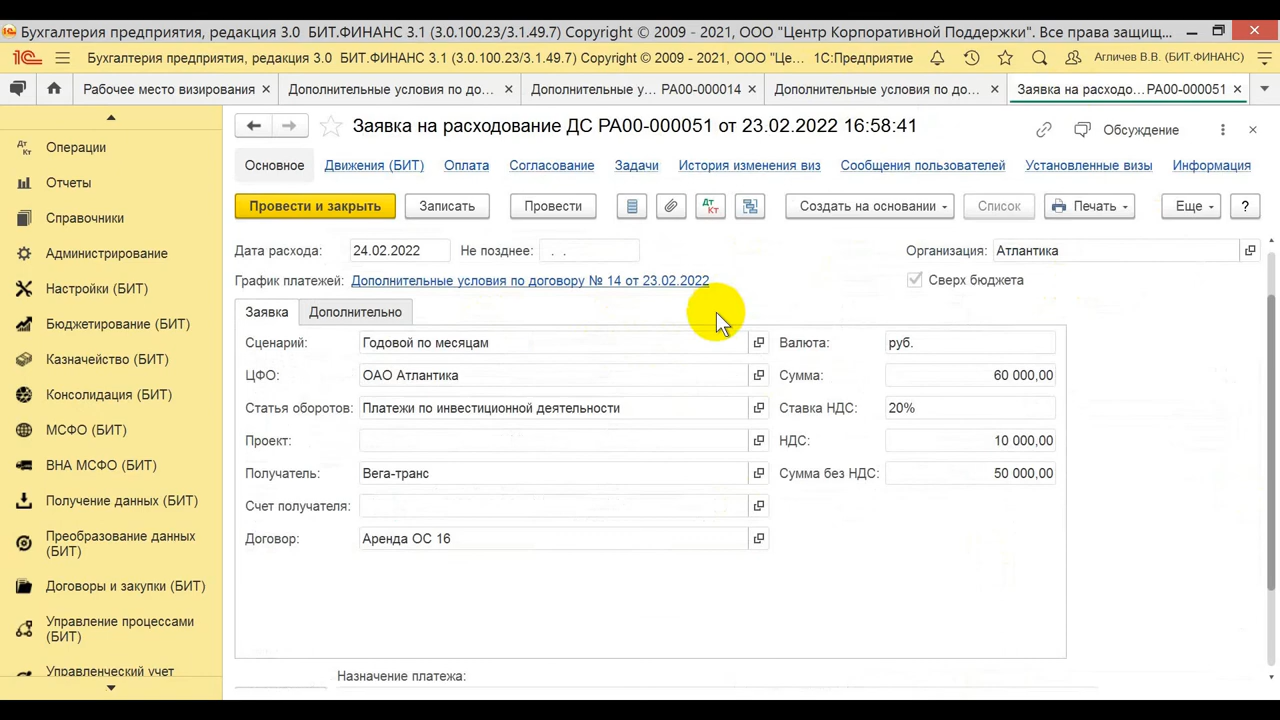 Бухгалтерия предприятия, редакция 3.0 БИТ.ФИНАНС 3.1 (3.0.100.23/3.1.49.7) Copyright © 2009 - 2021, ООО "Центр Корпоративной Поддержки". Все права защищ...
Бухгалтерия предприятия, редакция 3.0 БИТ.ФИНАНС 3.1 (3.0.100.23/3.1.49.7) Copyright © 2009 - 2021, ООО "Це... 1С:Предприятие Агличев В.В. (БИТ.ФИНАНС)
Рабочее место визирования Дополнительные условия по до... Дополнительные у... РА00-000014 Дополнительные условия по до... Заявка на расходо... РА00-000051
Заявка на расходование ДС РА00-000051 от 23.02.2022 16:58:41 Обсуждение
Основное Движения (БИТ) Оплата Согласование Задачи История изменения виз Сообщения пользователей Установленные визы Информация
Провести и закрыть Записать Провести Дт Кт Создать на основании Список Печать Еще ?
Дата расхода: 24.02.2022 Не позднее: . . Организация: Атлантика
График платежей: Дополнительные условия по договору № 14 от 23.02.2022 Сверх бюджета
Заявка Дополнительно
Сценарий: Годовой по месяцам Валюта: руб.
ЦФО: ОАО Атлантика Сумма: 60 000,00
Статья оборотов: Платежи по инвестиционной деятельности Ставка НДС: 20%
Проект: НДС: 10 000,00
Получатель: Вега-транс Сумма без НДС: 50 000,00
Счет получателя:
Договор: Аренда ОС 16
Назначение платежа:
Дт Кт Операции
Отчеты
Справочники
Администрирование
Настройки (БИТ)
Бюджетирование (БИТ)
Казначейство (БИТ)
Консолидация (БИТ)
МСФО (БИТ)
ВНА МСФО (БИТ)
Получение данных (БИТ)
Преобразование данных
(БИТ)
Договоры и закупки (БИТ)
Управление процессами
(БИТ)
Управленческий учет